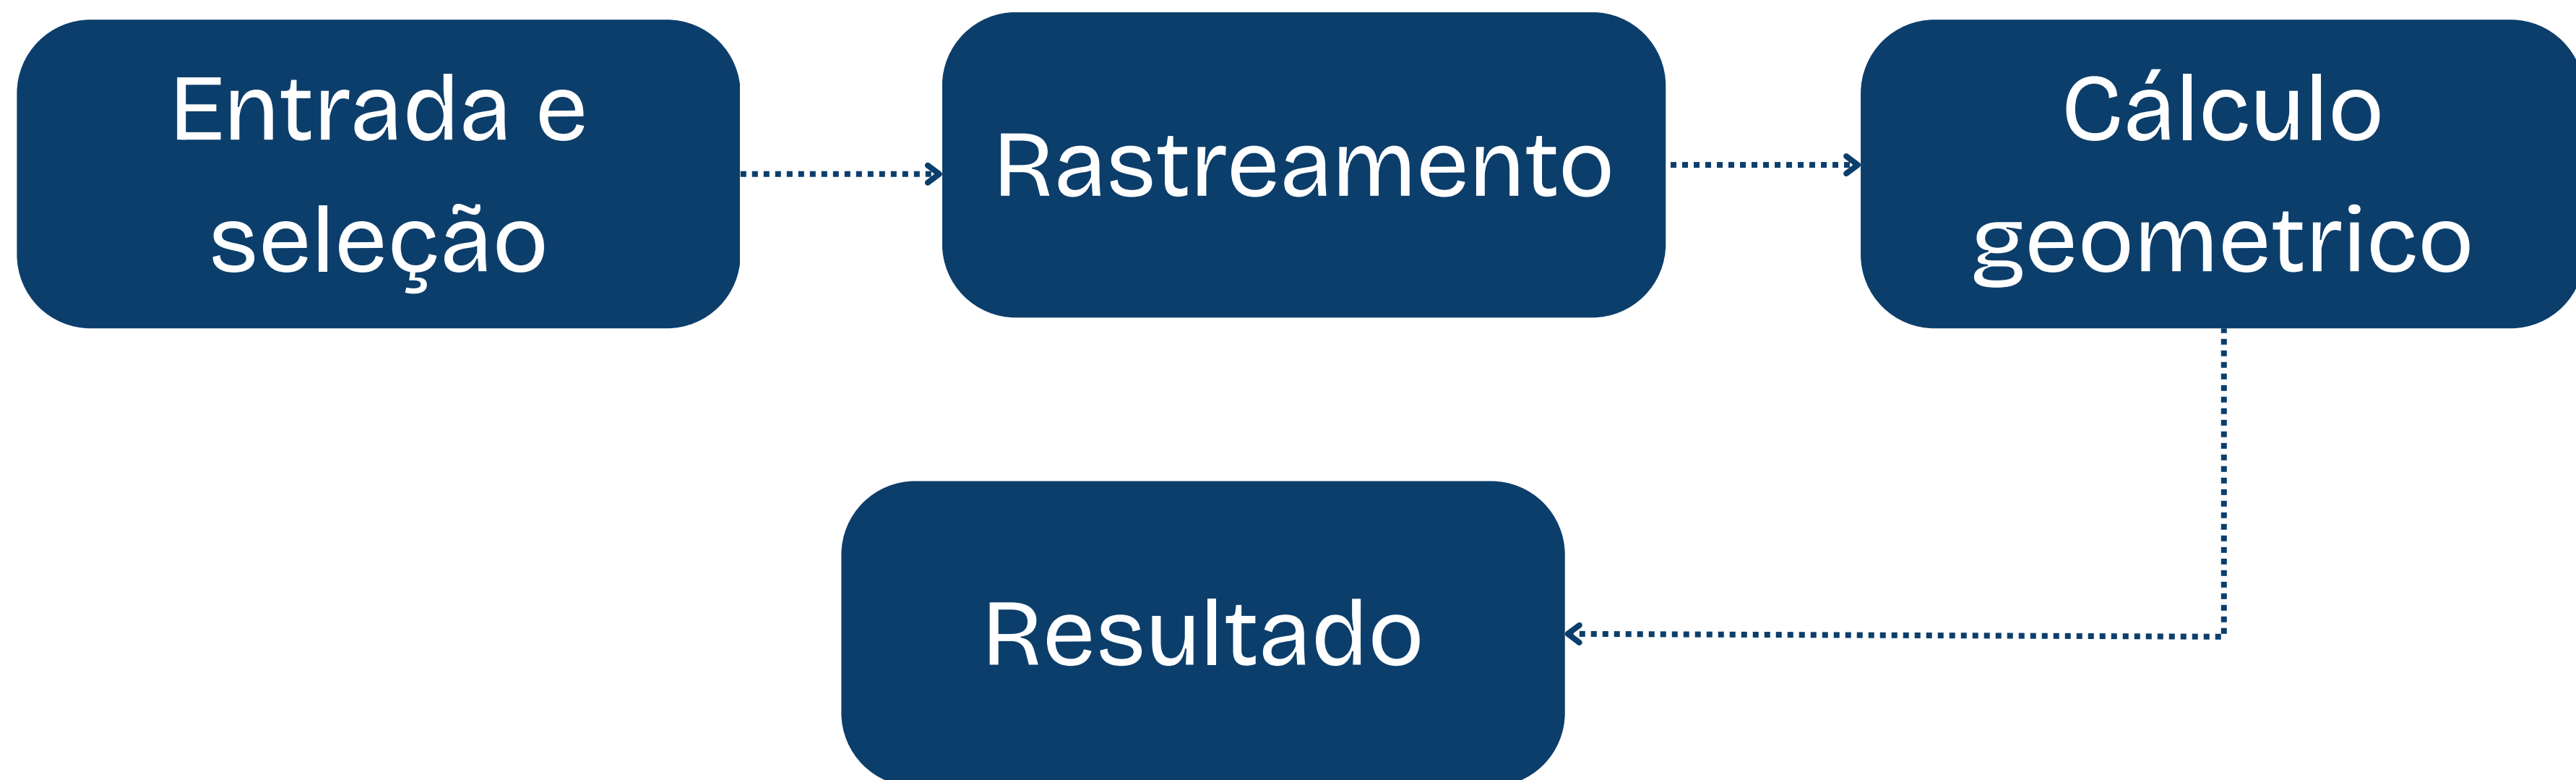 Entrada e
seleção
Rastreamento
Cálculo
geometrico
Resultado